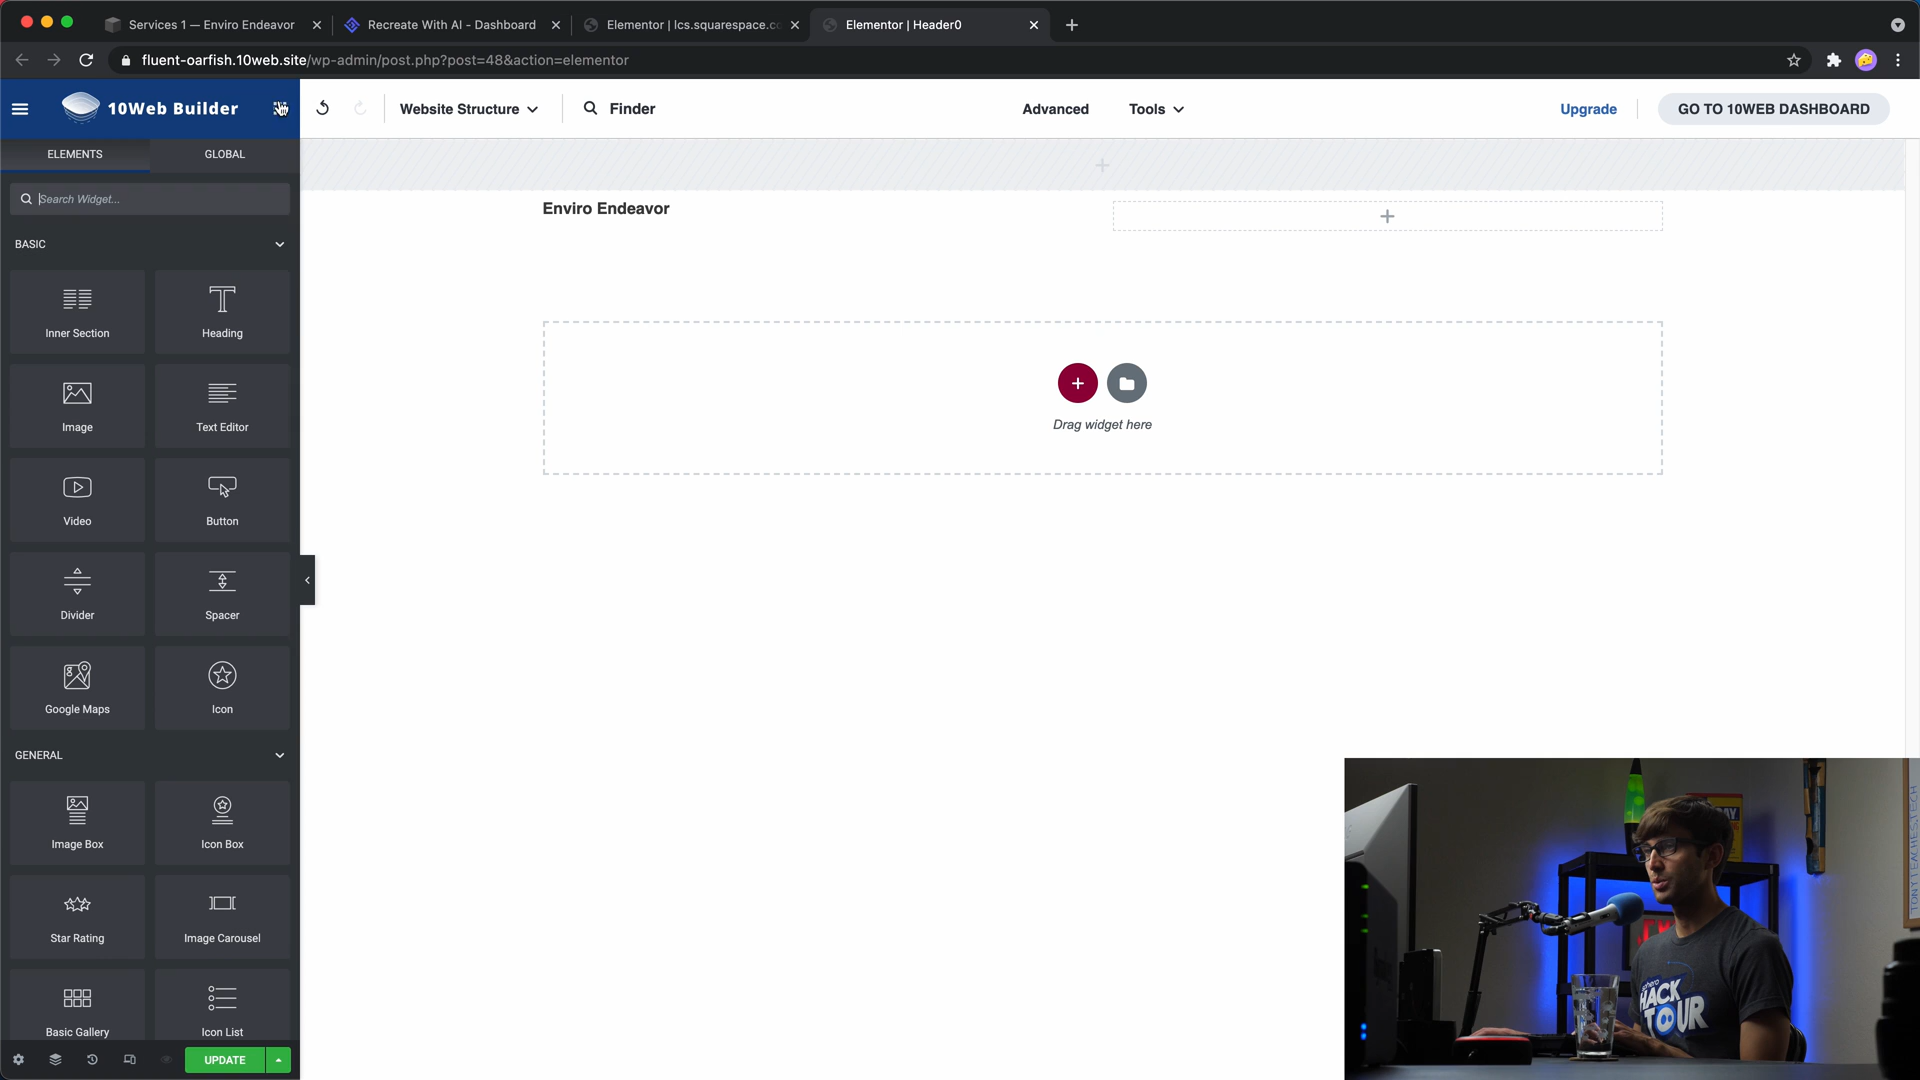 Services 1 — Enviro Endeavor
Recreate With AI - Dashboard
Elementor | lcs.squarespace.co
Elementor | Header0
fluent-oarfish.10web.site/wp-admin/post.php?post=48&action=elementor
10Web Builder
Website Structure
Finder
Advanced
Tools
Upgrade
GO TO 10WEB DASHBOARD
ELEMENTS
GLOBAL
Search Widget...
Enviro Endeavor
BASIC
Inner Section
Heading
Image
Text Editor
Drag widget here
Video
Button
Divider
Spacer
Google Maps
Icon
GENERAL
Image Box
Icon Box
Star Rating
Image Carousel
Basic Gallery
Icon List
UPDATE
TONYTEACHES.TECH
HACK
TOUR